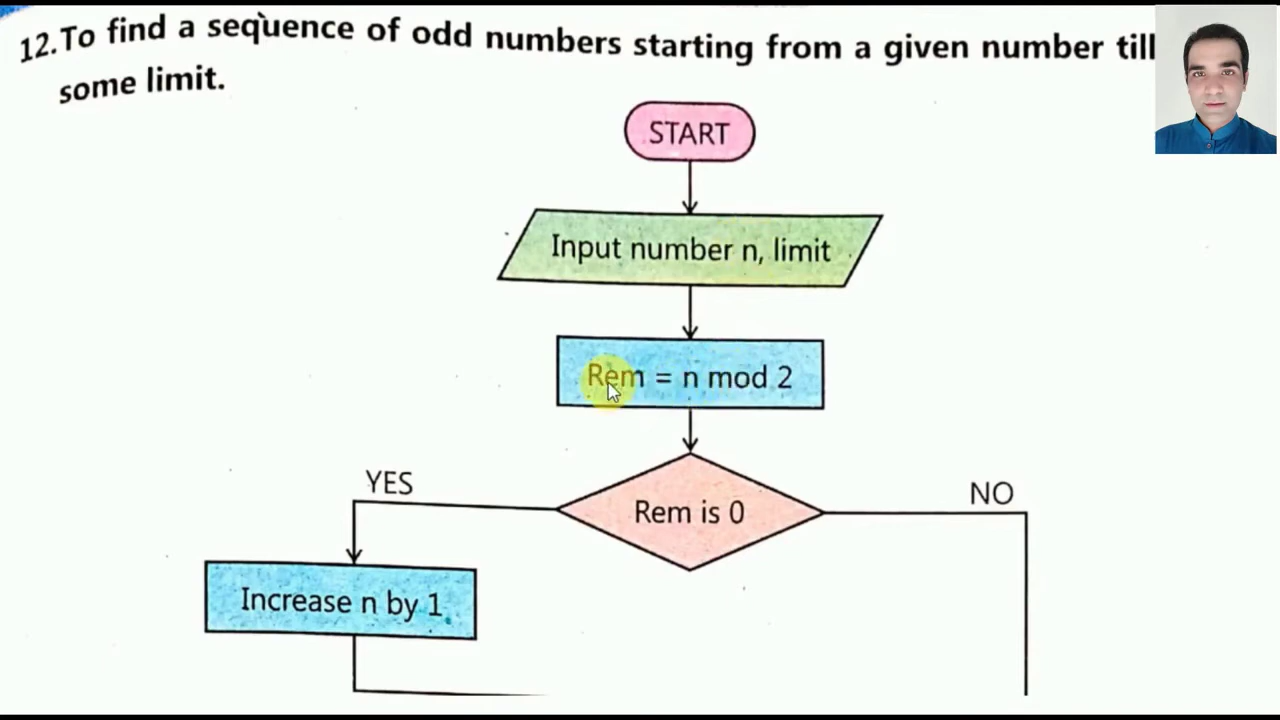 12. To find a sequence of odd numbers starting from a given number till
some limit.
START
Input number n, limit
Rem = n mod 2
Rem is 0
YES
NO
Increase n by 1